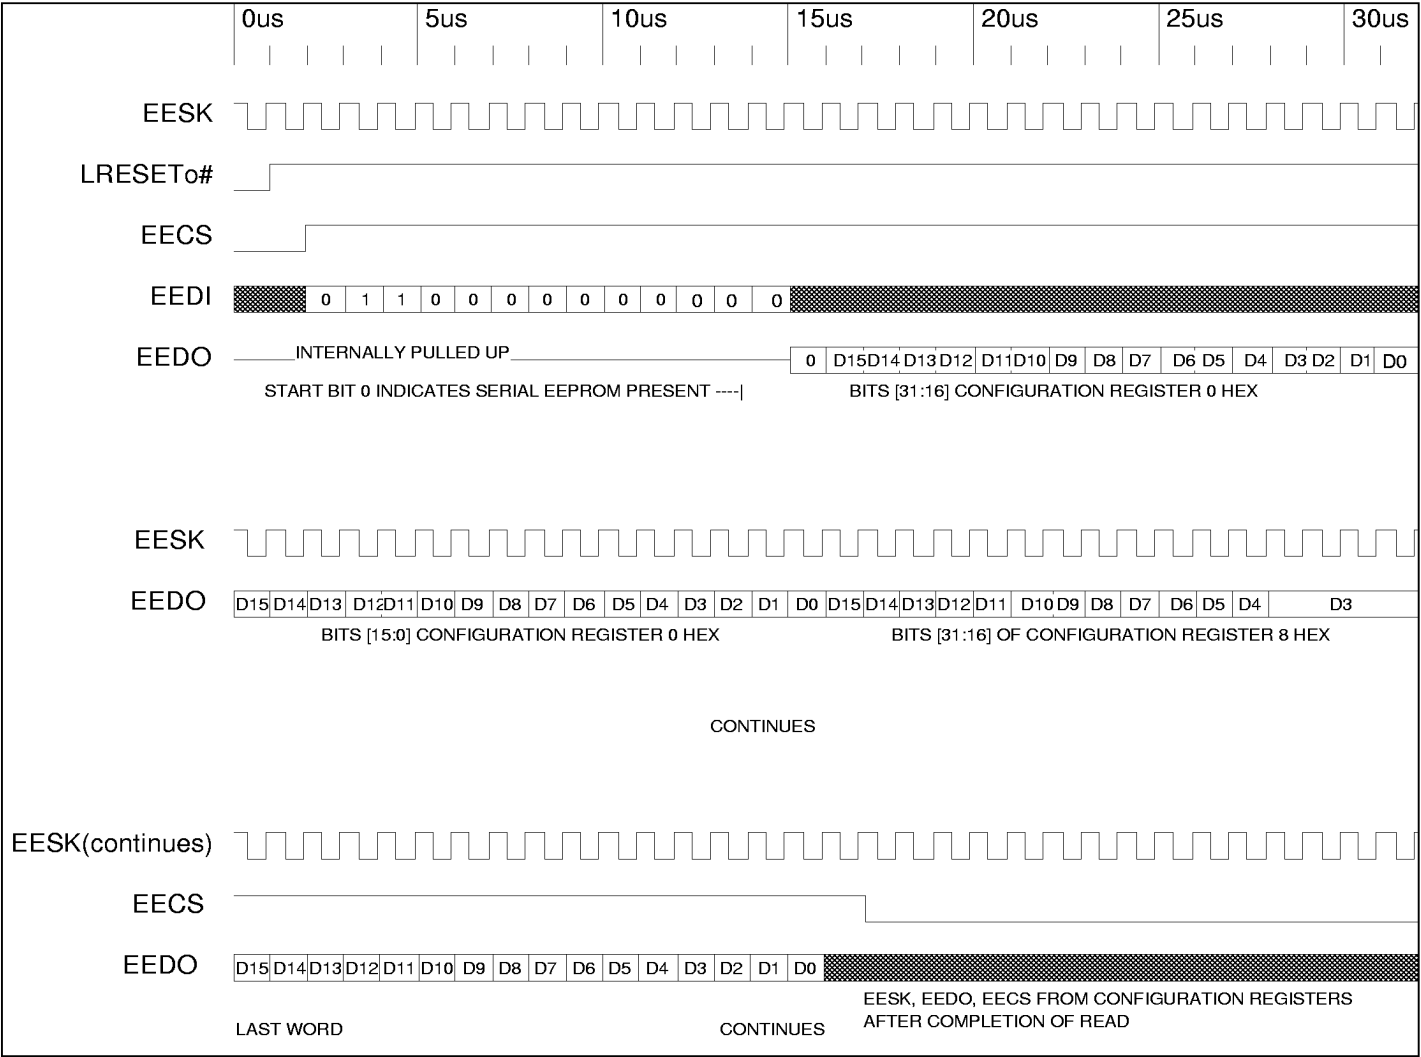 0us 5us 10us 15us 20us 25us 30us
EESK
LRESETo#
EECS
EEDI 0 1 1 0 0 0 0 0 0 0 0 0 0
EEDO INTERNALLY PULLED UP 0 D15 D14 D13 D12 D11 D10 D9 D8 D7 D6 D5 D4 D3 D2 D1 D0
START BIT 0 INDICATES SERIAL EEPROM PRESENT ----| BITS [31:16] CONFIGURATION REGISTER 0 HEX
EESK
EEDO D15 D14 D13 D12 D11 D10 D9 D8 D7 D6 D5 D4 D3 D2 D1 D0 D15 D14 D13 D12 D11 D10 D9 D8 D7 D6 D5 D4 D3
BITS [15:0] CONFIGURATION REGISTER 0 HEX BITS [31:16] OF CONFIGURATION REGISTER 8 HEX
CONTINUES
EESK(continues)
EECS
EEDO D15 D14 D13 D12 D11 D10 D9 D8 D7 D6 D5 D4 D3 D2 D1 D0
EESK, EEDO, EECS FROM CONFIGURATION REGISTERS
AFTER COMPLETION OF READ
LAST WORD CONTINUES